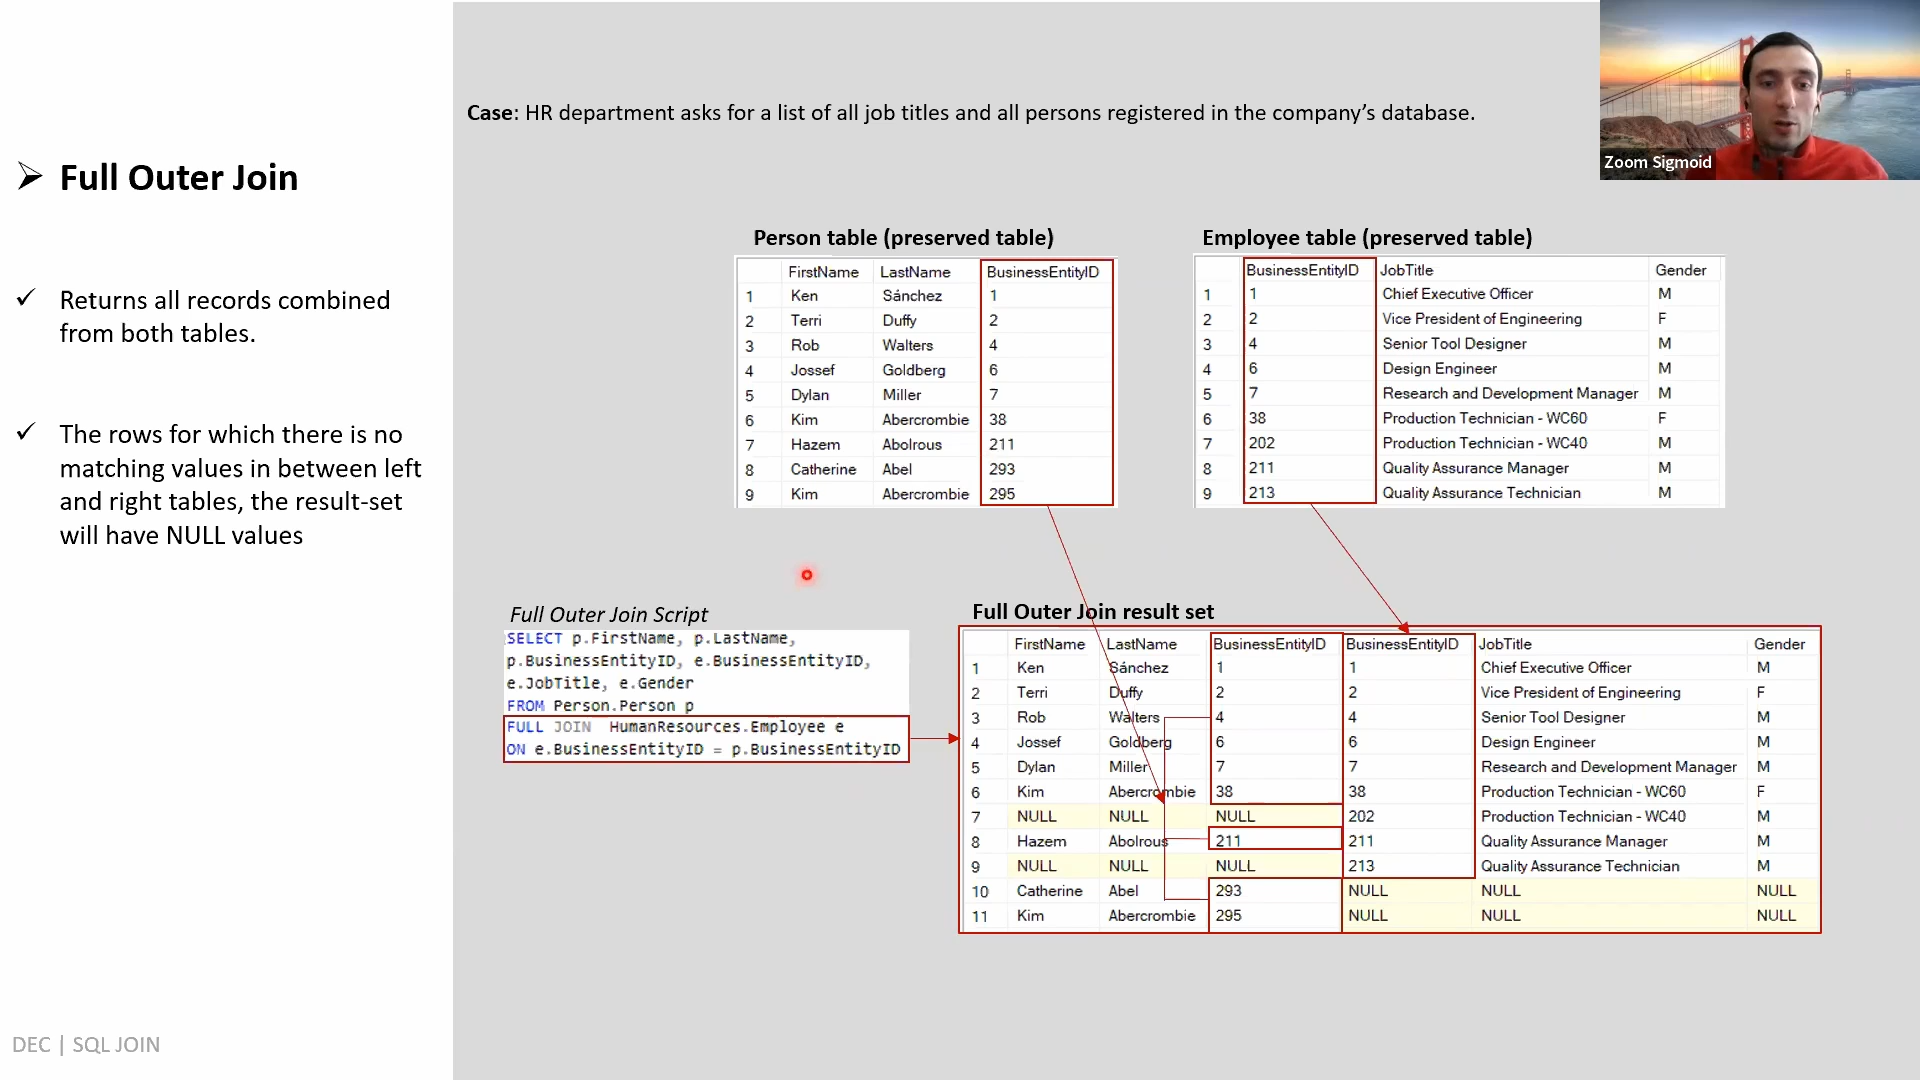 Case: HR department asks for a list of all job titles and all persons registered in the company's database.
Zoom Sigmoid
Full Outer Join
Returns all records combined
from both tables.
The rows for which there is no
matching values in between left
and right tables, the result-set
will have NULL values
Person table (preserved table)
FirstName LastName BusinessEntityID
1 Ken Sánchez 1
2 Terri Duffy 2
3 Rob Walters 4
4 Jossef Goldberg 6
5 Dylan Miller 7
6 Kim Abercrombie 38
7 Hazem Abolrous 211
8 Catherine Abel 293
9 Kim Abercrombie 295
Employee table (preserved table)
BusinessEntityID JobTitle Gender
1 1 Chief Executive Officer M
2 2 Vice President of Engineering F
3 4 Senior Tool Designer M
4 6 Design Engineer M
5 7 Research and Development Manager M
6 38 Production Technician - WC60 F
7 202 Production Technician - WC40 M
8 211 Quality Assurance Manager M
9 213 Quality Assurance Technician M
Full Outer Join Script
SELECT p.FirstName, p.LastName,
p.BusinessEntityID, e.BusinessEntityID,
e.JobTitle, e.Gender
FROM Person.Person p
FULL JOIN HumanResources.Employee e
ON e.BusinessEntityID = p.BusinessEntityID
Full Outer Join result set
FirstName LastName BusinessEntityID BusinessEntityID JobTitle Gender
1 Ken Sánchez 1 1 Chief Executive Officer M
2 Terri Duffy 2 2 Vice President of Engineering F
3 Rob Walters 4 4 Senior Tool Designer M
4 Jossef Goldberg 6 6 Design Engineer M
5 Dylan Miller 7 7 Research and Development Manager M
6 Kim Abercrombie 38 38 Production Technician - WC60 F
7 NULL NULL NULL 202 Production Technician - WC40 M
8 Hazem Abolrous 211 211 Quality Assurance Manager M
9 NULL NULL NULL 213 Quality Assurance Technician M
10 Catherine Abel 293 NULL NULL NULL
11 Kim Abercrombie 295 NULL NULL NULL
DEC | SQL JOIN